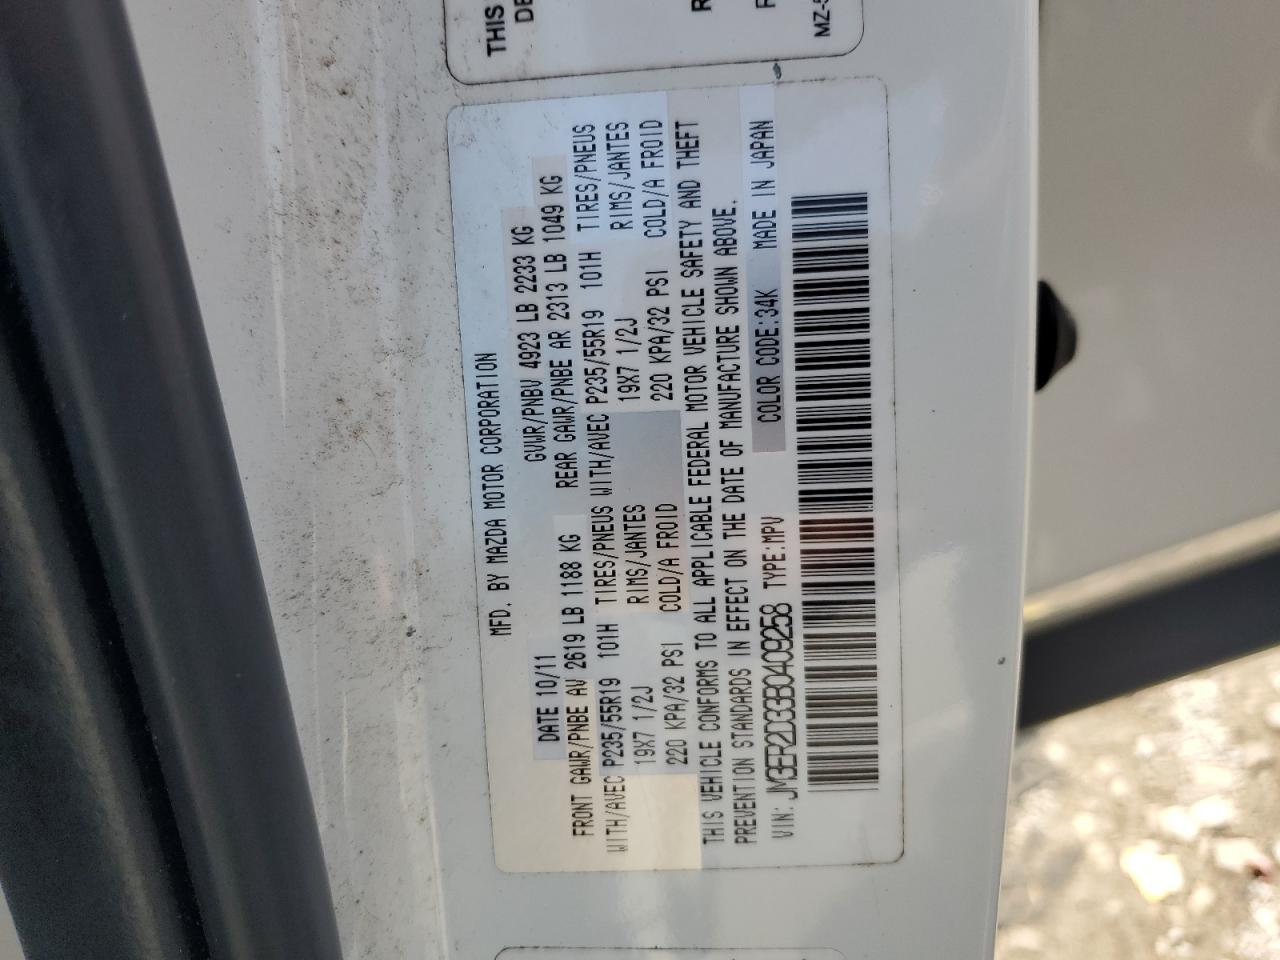 MFD. BY MAZDA MOTOR CORPORATION
DATE 10/11 GVWR/PNBV 4923 LB 2233 KG
FRONT GAWR/PNBE AV 2619 LB 1188 KG REAR GAWR/PNBE AR 2313 LB 1049 KG
WITH/AVEC P235/55R19 101H TIRES/PNEUS WITH/AVEC P235/55R19 101H TIRES/PNEUS
19X7 1/2J RIMS/JANTES 19X7 1/2J RIMS/JANTES
220 KPA/32 PSI COLD/A FROID 220 KPA/32 PSI COLD/A FROID
THIS VEHICLE CONFORMS TO ALL APPLICABLE FEDERAL MOTOR VEHICLE SAFETY AND THEFT
PREVENTION STANDARDS IN EFFECT ON THE DATE OF MANUFACTURE SHOWN ABOVE.
VIN: JM3ER2D33B0409258 TYPE:MPV COLOR CODE:34K MADE IN JAPAN
THIS
DE
R
MZ-5